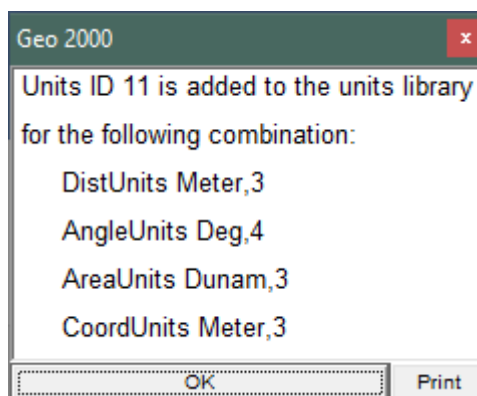 Geo 2000
x
Units ID 11 is added to the units library
for the following combination:
DistUnits Meter,3
AngleUnits Deg,4
AreaUnits Dunam,3
CoordUnits Meter,3
OK Print